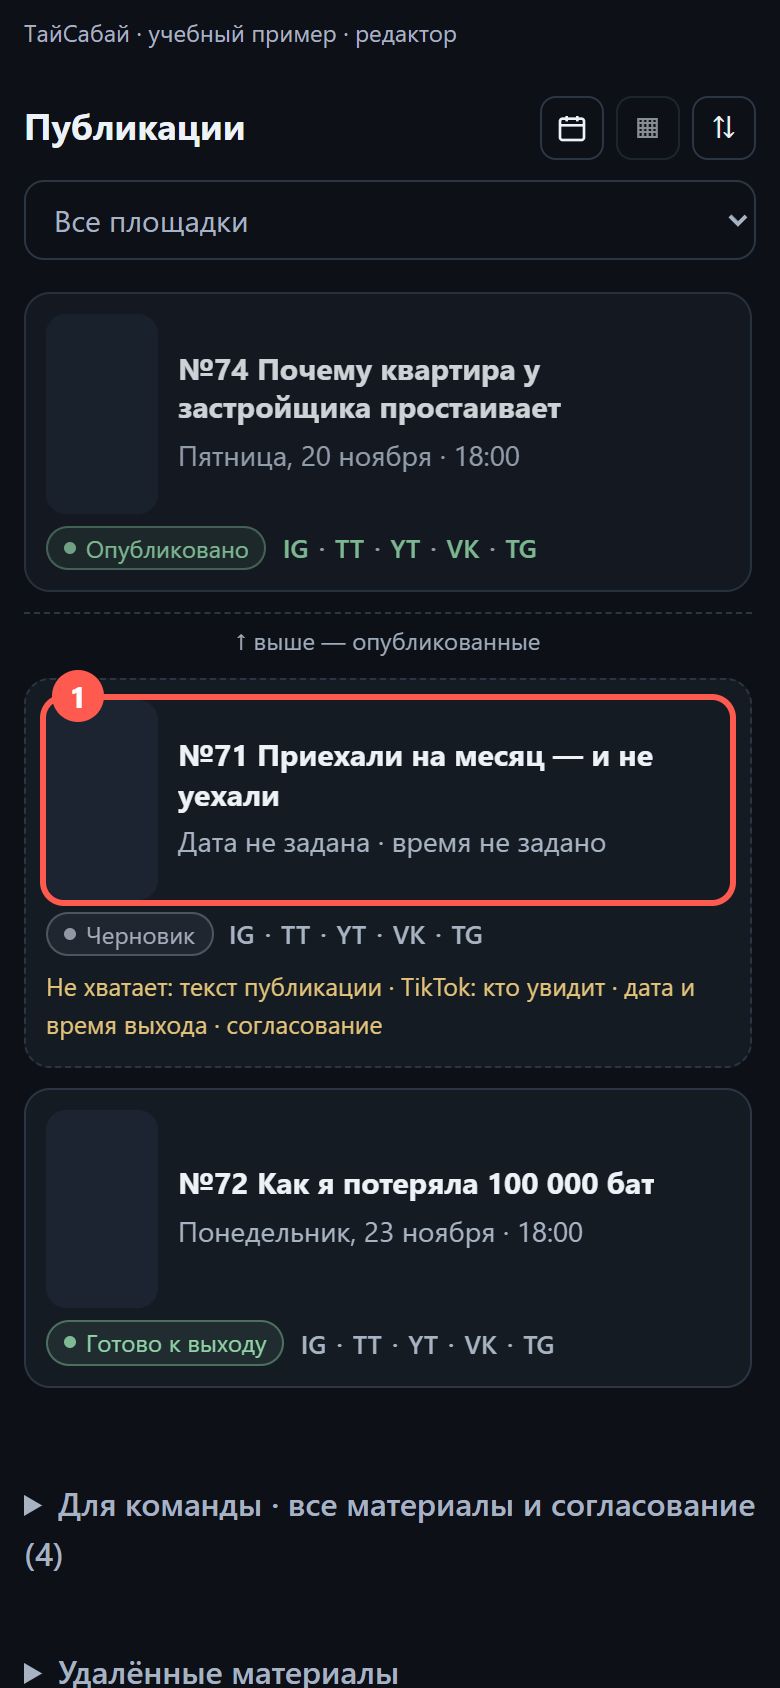 ТайСабай · учебный пример · редактор
Публикации
Все площадки
№74 Почему квартира у
застройщика простаивает
Пятница, 20 ноября · 18:00
Опубликовано IG · TT · YT · VK · TG
↑ выше — опубликованные
1
№71 Приехали на месяц — и не
уехали
Дата не задана · время не задано
Черновик IG · TT · YT · VK · TG
Не хватает: текст публикации · TikTok: кто увидит · дата и
время выхода · согласование
№72 Как я потеряла 100 000 бат
Понедельник, 23 ноября · 18:00
Готово к выходу IG · TT · YT · VK · TG
Для команды · все материалы и согласование
(4)
Удалённые материалы